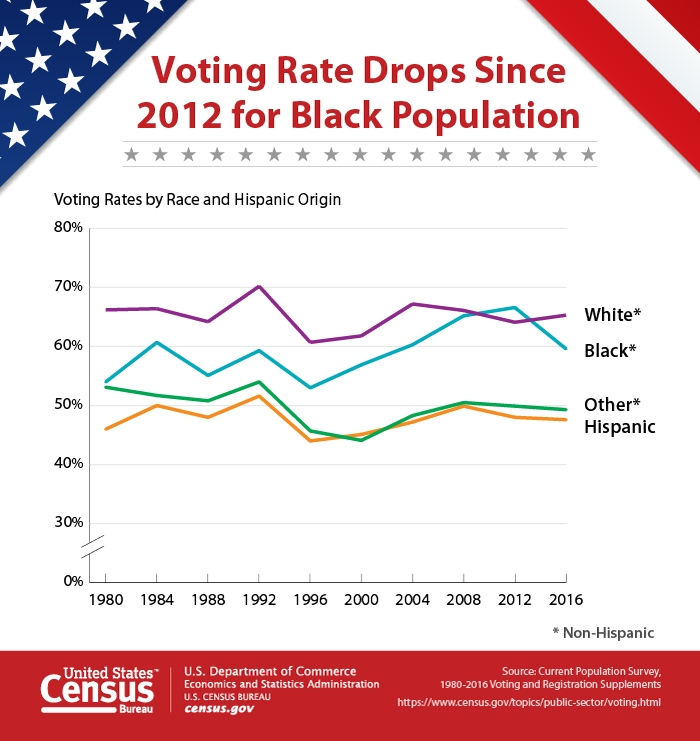 Voting Rate Drops Since
2012 for Black Population
Voting Rates by Race and Hispanic Origin
80%
70%
60%
50%
40%
30%
0%
White*
Black*
Other*
Hispanic
1980 1984 1988 1992 1996 2000 2004 2008 2012 2016
* Non-Hispanic
United States™
Census
Bureau
U.S. Department of Commerce
Economics and Statistics Administration
U.S. CENSUS BUREAU
census.gov
Source: Current Population Survey,
1980-2016 Voting and Registration Supplements
https://www.census.gov/topics/public-sector/voting.html